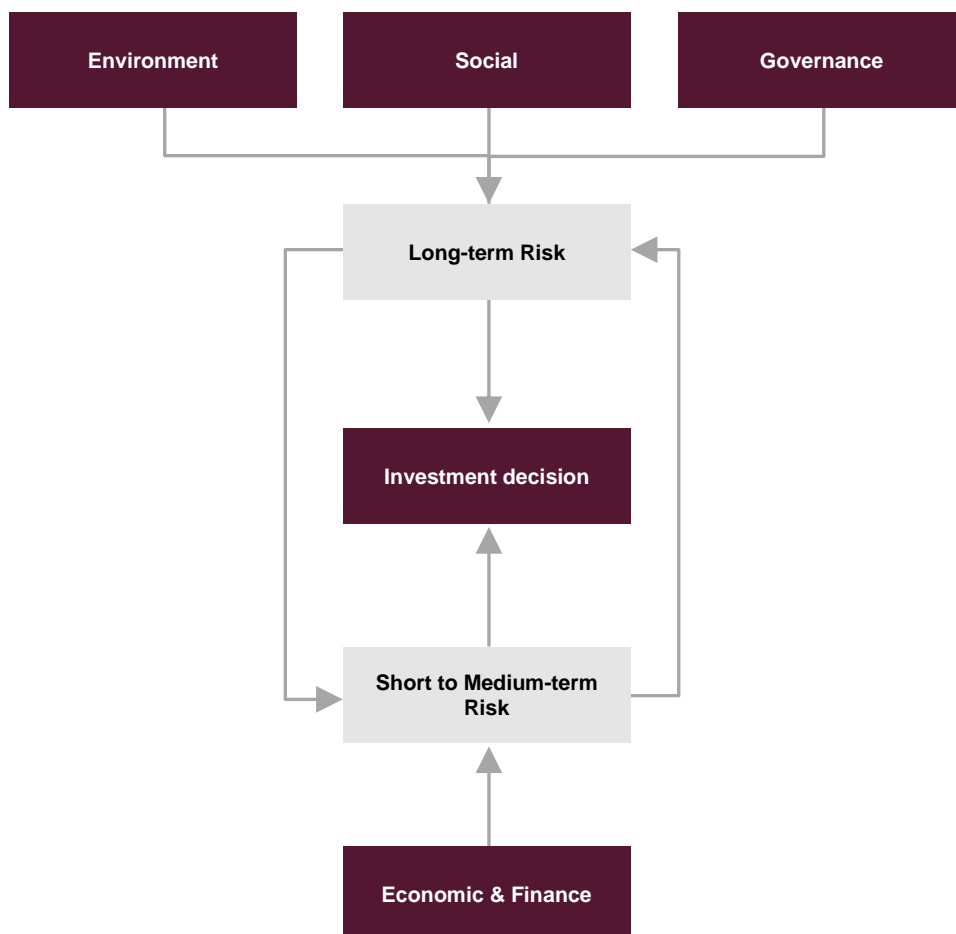 Environment
Social
Governance
Long-term Risk
Investment decision
Short to Medium-term
Risk
Economic & Finance